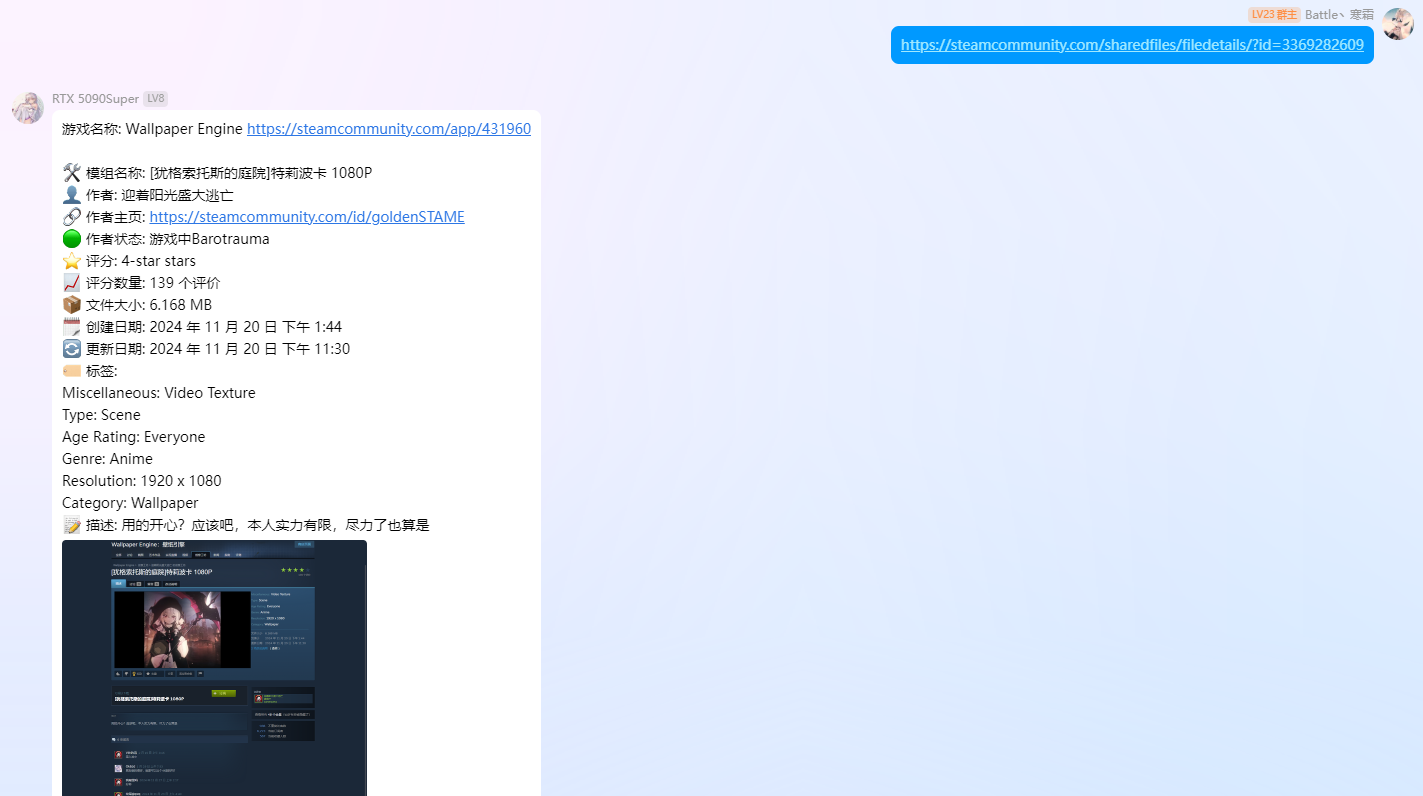 LV23 群主 Battle丶寒霜
https://steamcommunity.com/sharedfiles/filedetails/?id=3369282609
RTX 5090Super LV8
游戏名称: Wallpaper Engine https://steamcommunity.com/app/431960
🛠 模组名称: [犹格索托斯的庭院]特莉波卡 1080P
👤 作者: 迎着阳光盛大逃亡
🔗 作者主页: https://steamcommunity.com/id/goldenSTAME
🟢 作者状态: 游戏中Barotrauma
⭐ 评分: 4-star stars
📈 评分数量: 139 个评价
📦 文件大小: 6.168 MB
🗓 创建日期: 2024 年 11 月 20 日 下午 1:44
🔄 更新日期: 2024 年 11 月 20 日 下午 11:30
🏷 标签:
Miscellaneous: Video Texture
Type: Scene
Age Rating: Everyone
Genre: Anime
Resolution: 1920 x 1080
Category: Wallpaper
📝 描述: 用的开心？应该吧，本人实力有限，尽力了也算是
Wallpaper Engine：壁纸引擎
[犹格索托斯的庭院]特莉波卡 1080P